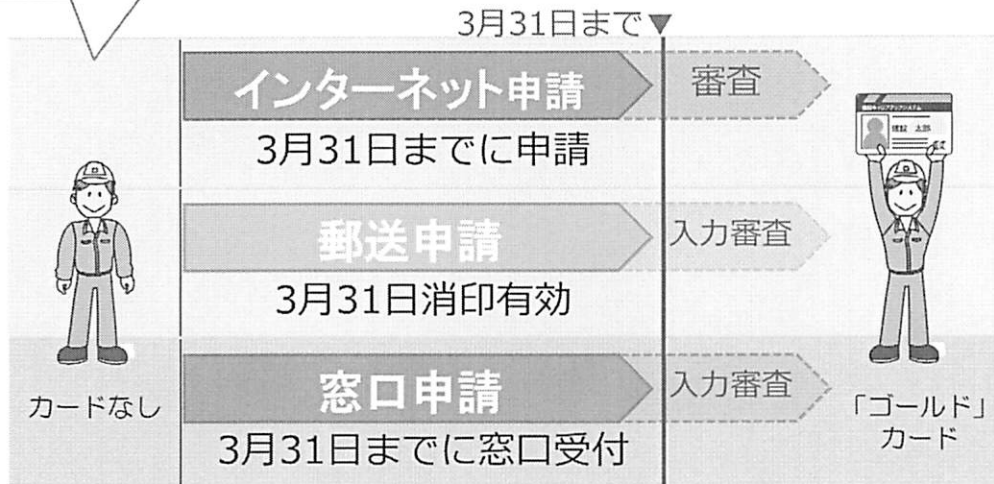 3月31日まで▼
インターネット申請
審査
3月31日までに申請
郵送申請
入力審査
3月31日消印有効
窓口申請
入力審査
3月31日までに窓口受付
カードなし
建設 太郎
「ゴールド」
カード